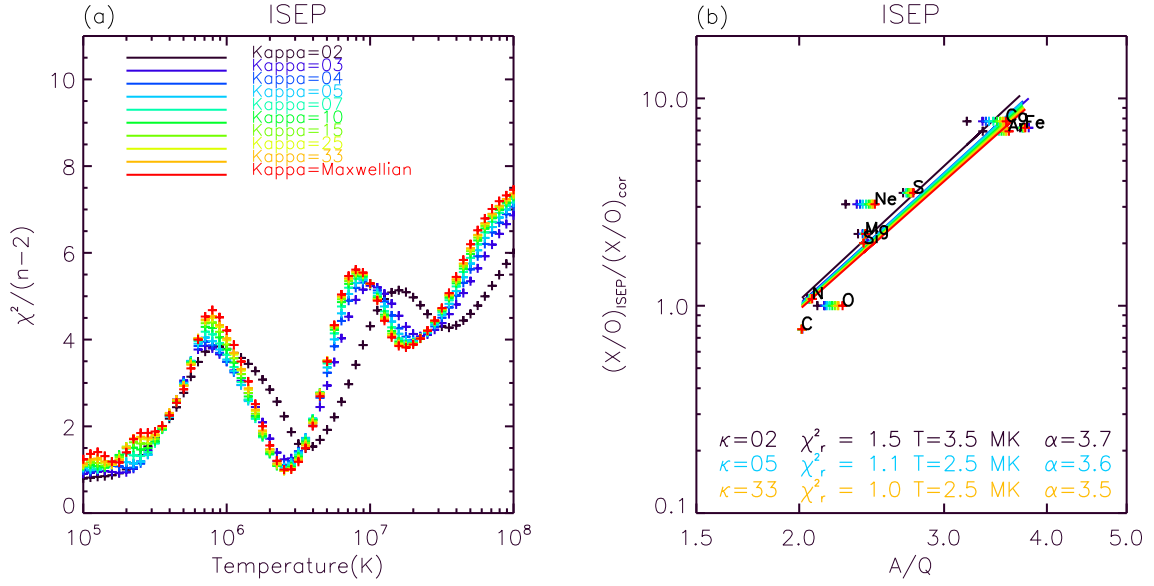 (a) ISEP
Kappa=02
Kappa=03
Kappa=04
Kappa=05
Kappa=07
Kappa=10
Kappa=15
Kappa=25
Kappa=33
Kappa=Maxwellian
10
8
6
4
2
0
χ²/(n−2)
10⁵ 10⁶ 10⁷ 10⁸
Temperature(K)
(b) ISEP
10.0
1.0
0.1
(X/O)ISEP/(X/O)cor
Ca
Ar
Fe
S
Ne
Mg
Si
N
O
C
κ=02 χ²r = 1.5 T=3.5 MK α=3.7
κ=05 χ²r = 1.1 T=2.5 MK α=3.6
κ=33 χ²r = 1.0 T=2.5 MK α=3.5
1.5 2.0 3.0 4.0 5.0
A/Q